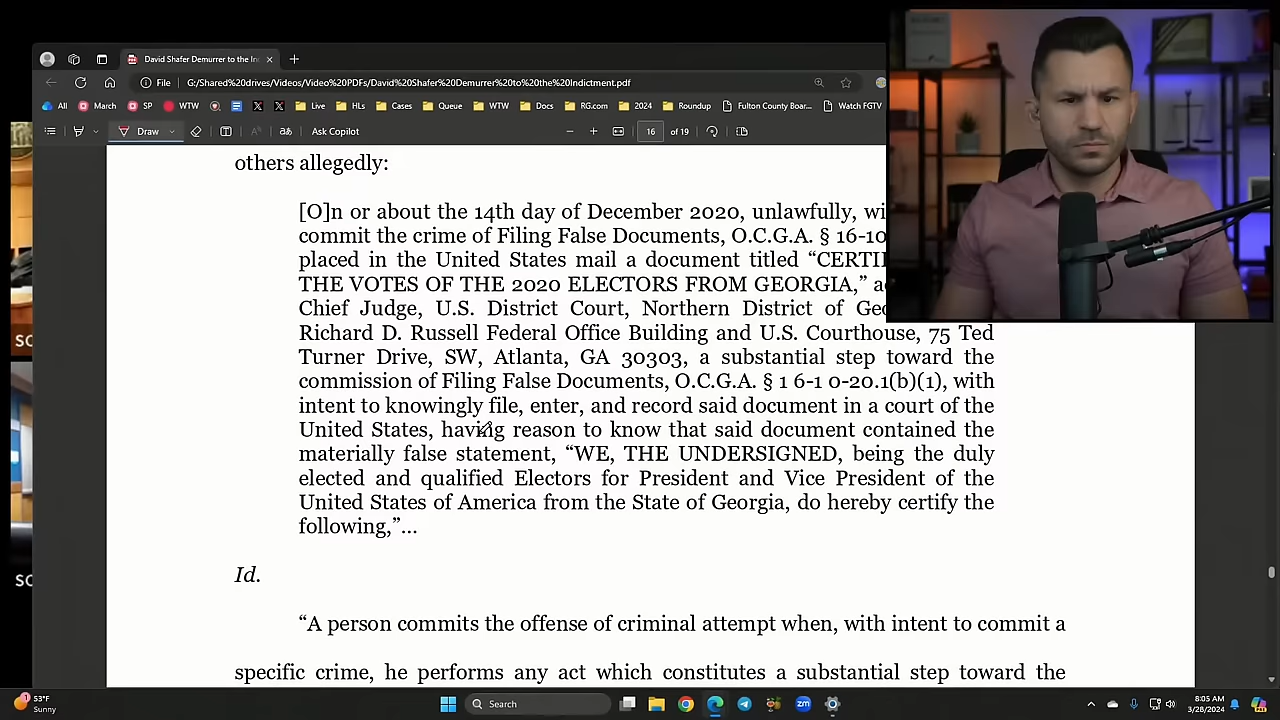 David Shafer Demurrer to the In
File
G:/Shared%20drives/Videos/Video%20PDFs/David%20Shafer%20Demurrer%20to%20the%20Indictment.pdf
All March SP WTW Live HLs Cases Queue WTW Docs RG.com 2024 Roundup Fulton County Boar... Watch FGTV
Draw Ask Copilot 16 of 19
others allegedly:
[O]n or about the 14th day of December 2020, unlawfully, wi
commit the crime of Filing False Documents, O.C.G.A. § 16-10
placed in the United States mail a document titled “CERTI
THE VOTES OF THE 2020 ELECTORS FROM GEORGIA,” a
Chief Judge, U.S. District Court, Northern District of Geo
Richard D. Russell Federal Office Building and U.S. Courthouse, 75 Ted
Turner Drive, SW, Atlanta, GA 30303, a substantial step toward the
commission of Filing False Documents, O.C.G.A. § 1 6-1 0-20.1(b)(1), with
intent to knowingly file, enter, and record said document in a court of the
United States, having reason to know that said document contained the
materially false statement, “WE, THE UNDERSIGNED, being the duly
elected and qualified Electors for President and Vice President of the
United States of America from the State of Georgia, do hereby certify the
following,”...
Id.
“A person commits the offense of criminal attempt when, with intent to commit a
specific crime, he performs any act which constitutes a substantial step toward the
SC
SC
1
53°F
Sunny
Search
8:05 AM
3/28/2024